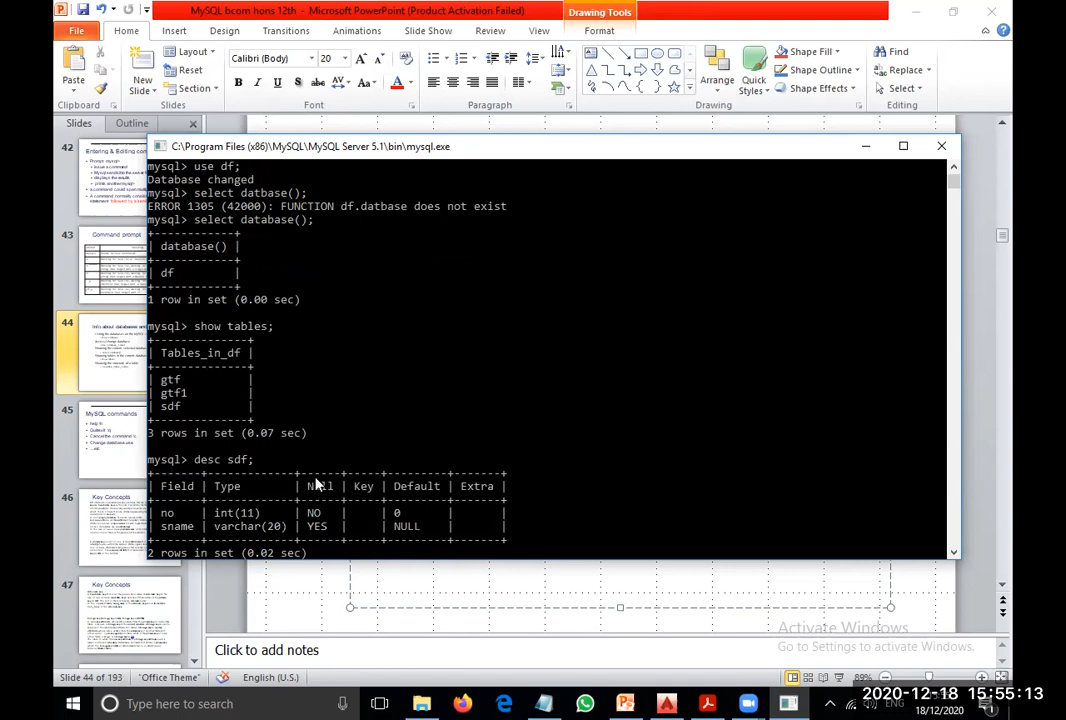 MySQL bcom hons 12th - Microsoft PowerPoint (Product Activation Failed)
Drawing Tools
File Home Insert Design Transitions Animations Slide Show Review View Format
Paste
Clipboard
New
Slide
Layout
Reset
Section
Slides
Calibri (Body) 20
B I U S abc AV Aa A
Font
Paragraph
Arrange
Quick
Styles
Shape Fill
Shape Outline
Shape Effects
Drawing
Find
Replace
Select
Editing
Slides Outline
42
43
Command prompt
44
45
MySQL commands
46
Key Concepts
47
Key Concepts
C:\Program Files (x86)\MySQL\MySQL Server 5.1\bin\mysql.exe
mysql> use df;
Database changed
mysql> select datbase();
ERROR 1305 (42000): FUNCTION df.datbase does not exist
mysql> select database();
+------------+
| database() |
+------------+
| df         |
+------------+
1 row in set (0.00 sec)
mysql> show tables;
+--------------+
| Tables_in_df |
+--------------+
| gtf          |
| gtf1         |
| sdf          |
+--------------+
3 rows in set (0.07 sec)
mysql> desc sdf;
+-------+-------------+------+-----+---------+-------+
| Field | Type        | Null | Key | Default | Extra |
+-------+-------------+------+-----+---------+-------+
| no    | int(11)     | NO   |     | 0       |       |
| sname | varchar(20) | YES  |     | NULL    |       |
+-------+-------------+------+-----+---------+-------+
2 rows in set (0.02 sec)
Activate Windows
Go to Settings to activate Windows.
Click to add notes
Slide 44 of 193 "Office Theme" English (U.S.) 89%
Type here to search
2020-12-18 15:55:13
18/12/2020